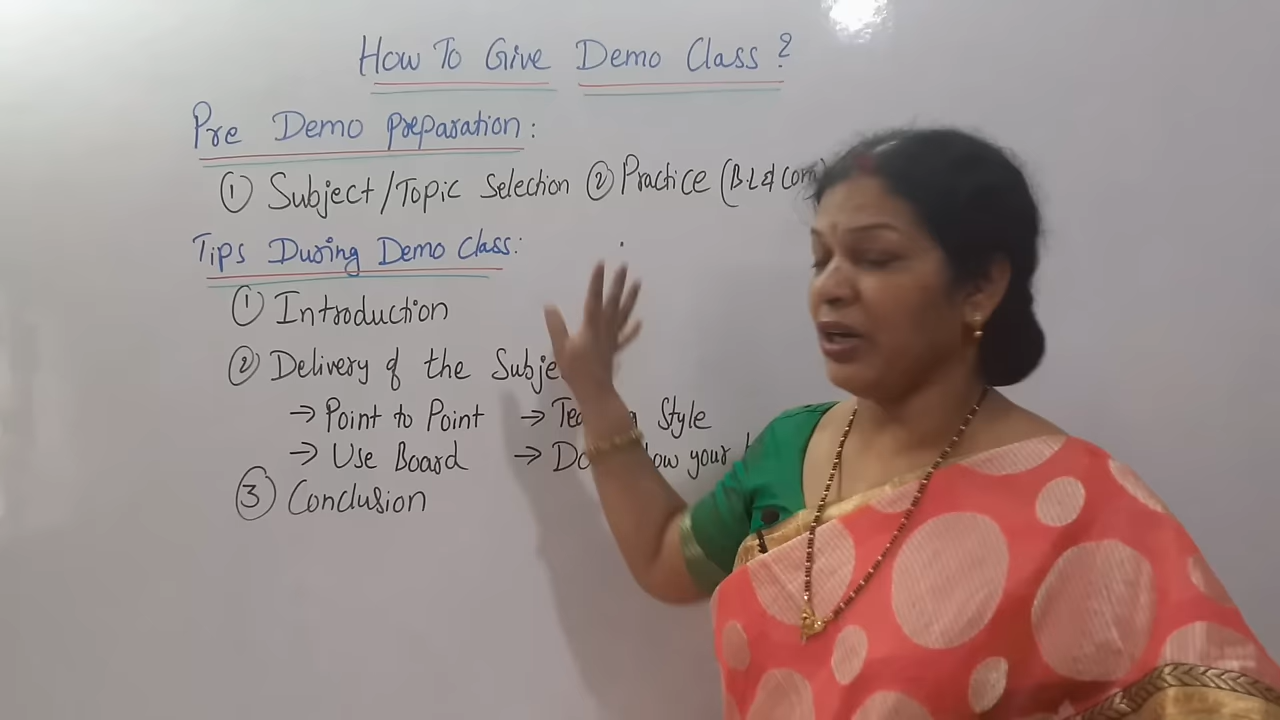 How To Give Demo Class ?
Pre Demo Preparation :
① Subject/Topic Selection ② Practice (B.L &
Tips During Demo Class:
① Introduction
② Delivery of the
→ Point to Point → Style
→ Use Board → your
③ Conclusion